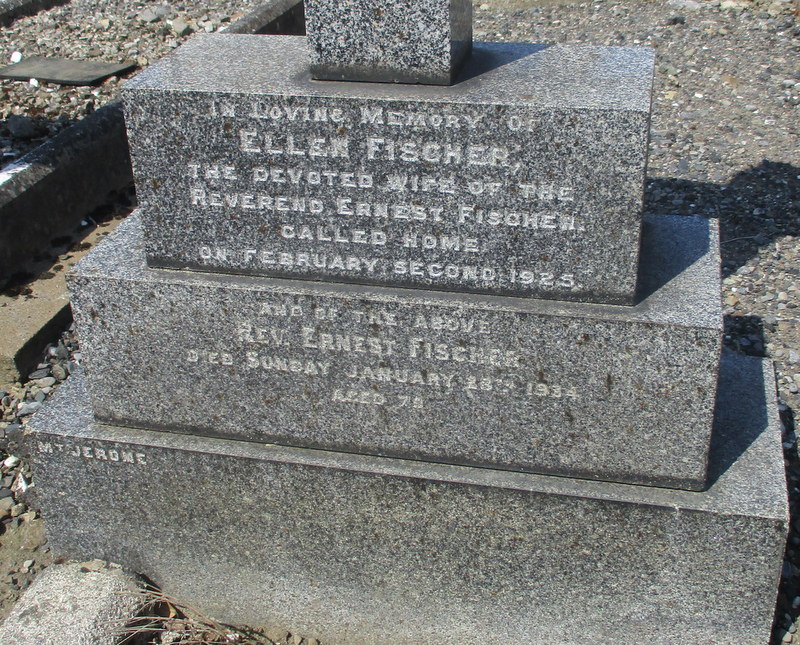 IN LOVING MEMORY OF
ELLEN FISCHER,
THE DEVOTED WIFE OF THE
REVEREND ERNEST FISCHER.
CALLED HOME
ON FEBRUARY SECOND 1925.
AND OF THE ABOVE
REV. ERNEST FISCHER
DIED SUNDAY JANUARY 28TH 1934
AGED
MT JEROME